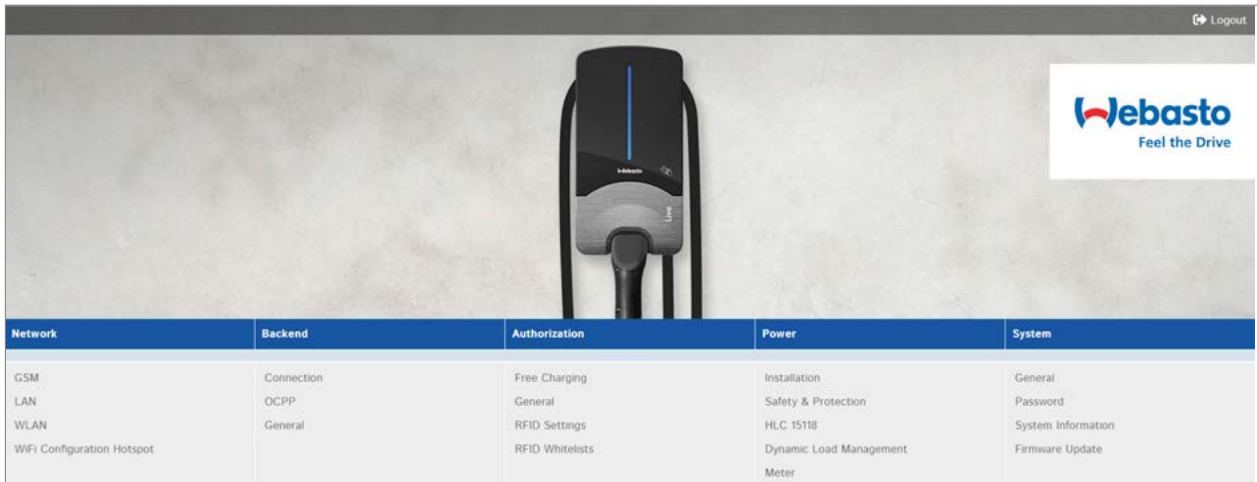 Logout
Webasto
Feel the Drive
Webasto
Live
Network
Backend
Authorization
Power
System
GSM
Connection
Free Charging
Installation
General
LAN
OCPP
General
Safety & Protection
Password
WLAN
General
RFID Settings
HLC 15118
System Information
WiFi Configuration Hotspot
RFID Whitelists
Dynamic Load Management
Firmware Update
Meter